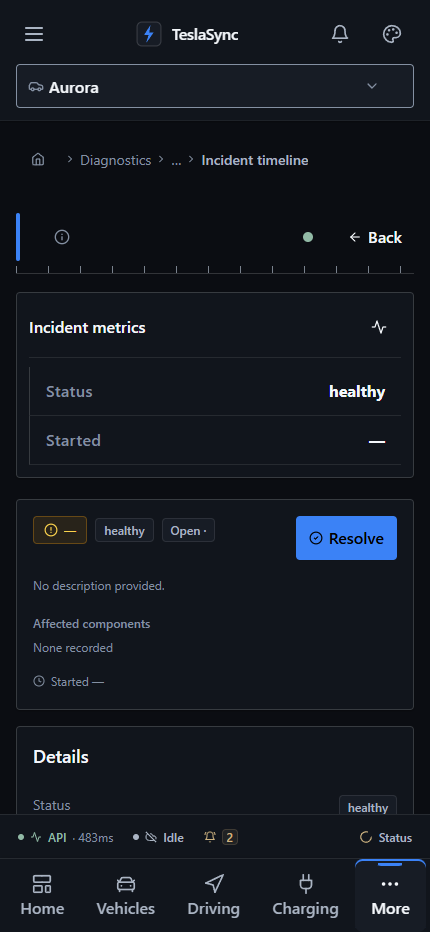 TeslaSync
Aurora
Diagnostics ... Incident timeline
Back
Incident metrics
Status healthy
Started —
— healthy Open · Resolve
No description provided.
Affected components
None recorded
Started —
Details
Status healthy
API · 483ms Idle 2 Status
Home Vehicles Driving Charging More